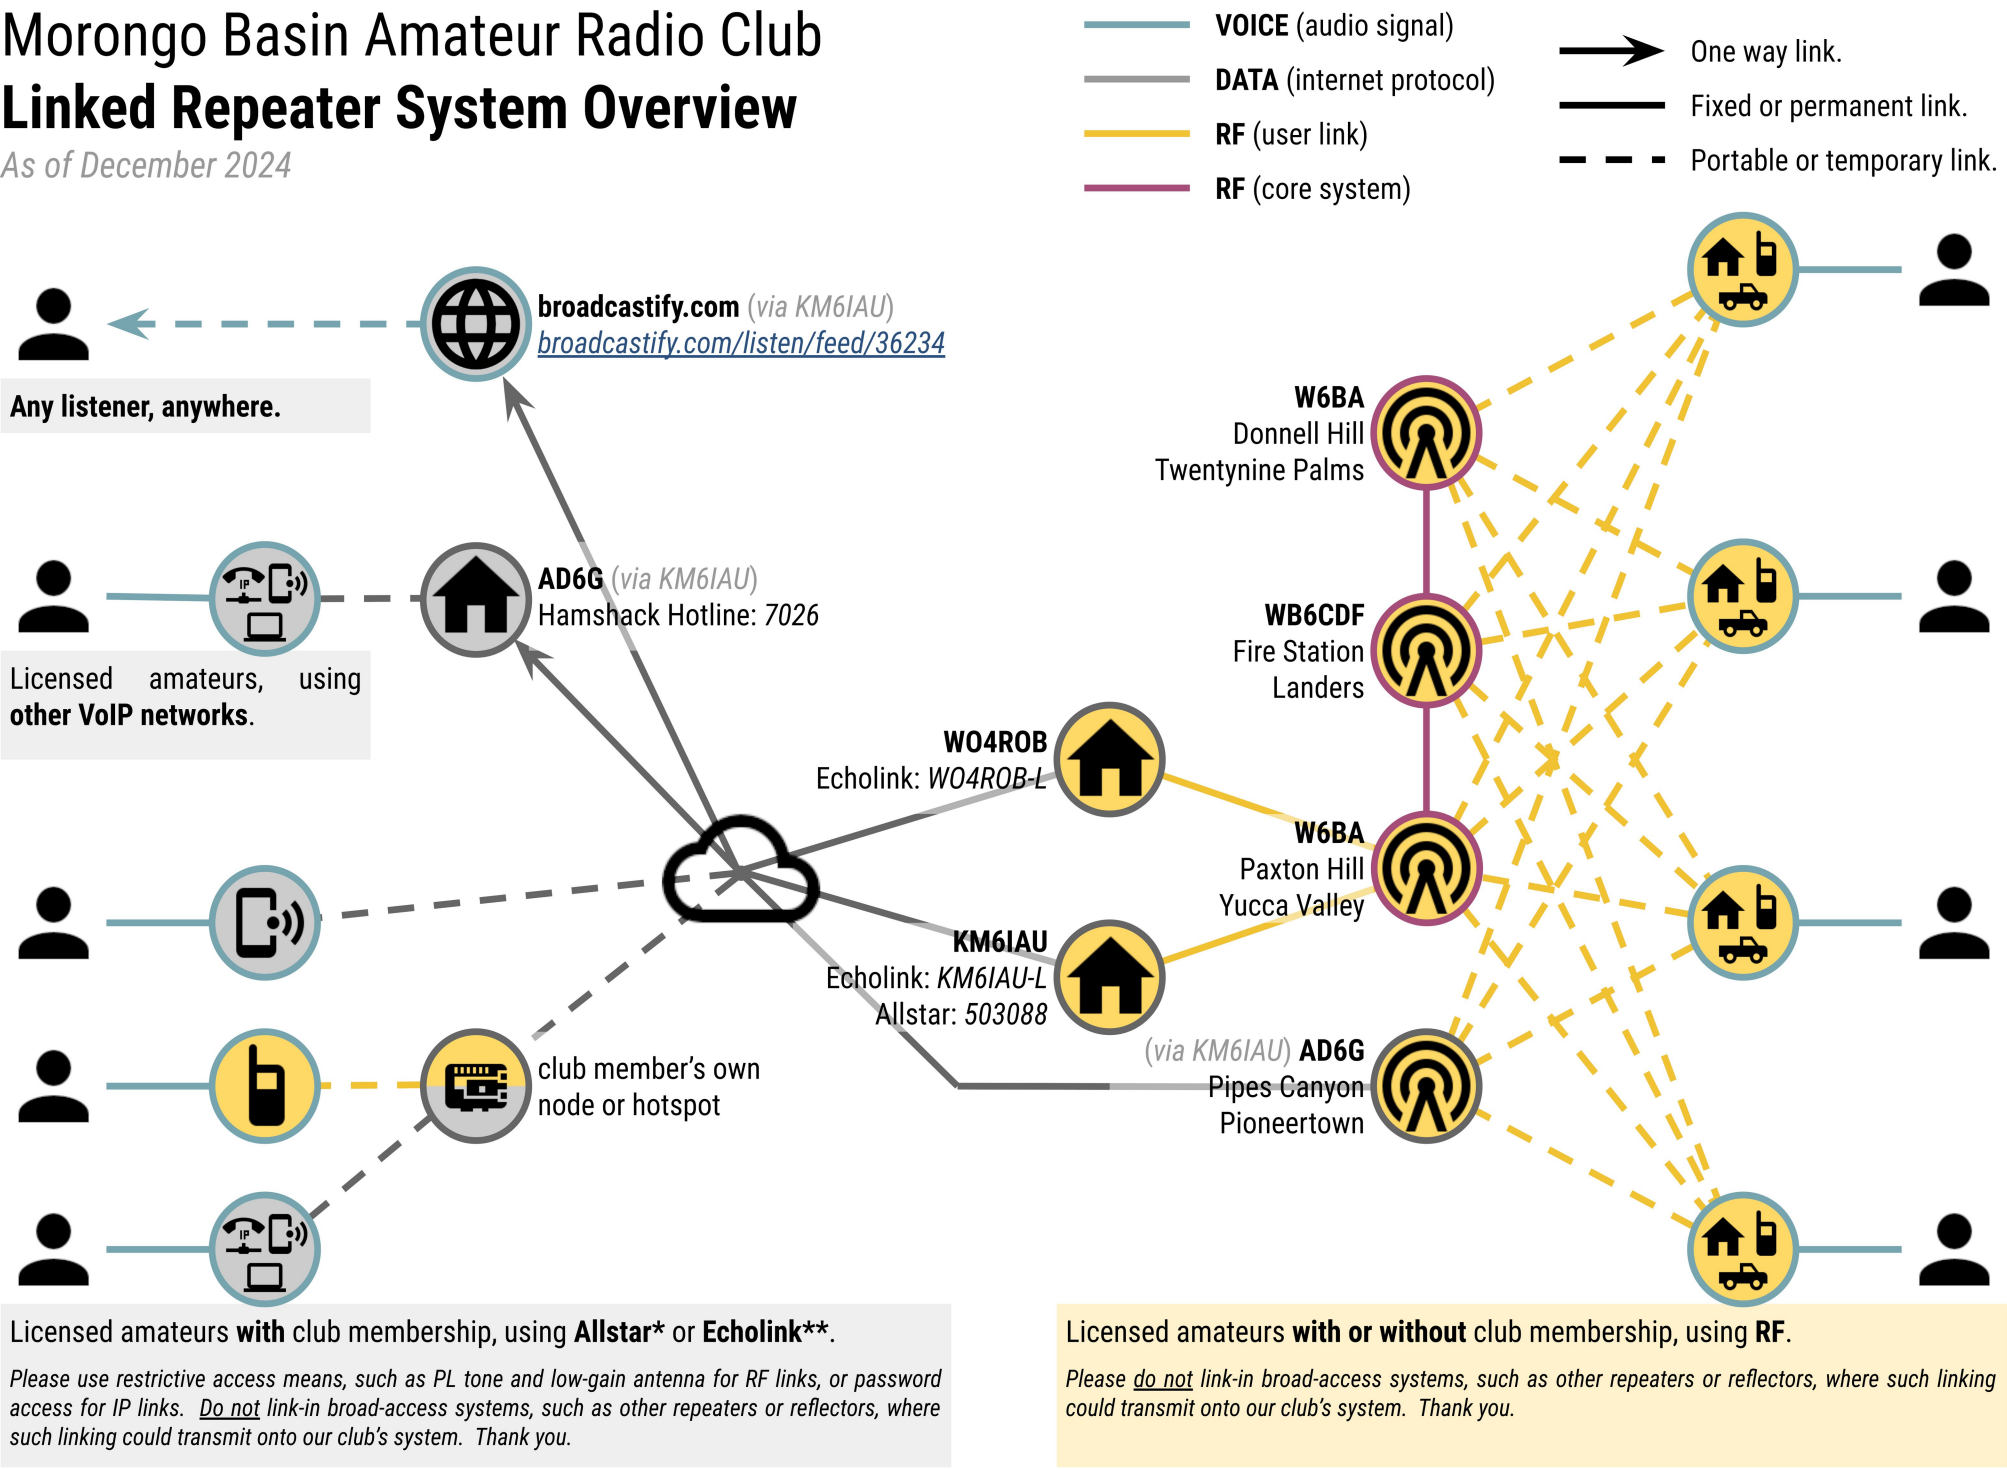 Morongo Basin Amateur Radio Club
Linked Repeater System Overview
As of December 2024
VOICE (audio signal)
DATA (internet protocol)
RF (user link)
RF (core system)
One way link.
Fixed or permanent link.
Portable or temporary link.
broadcastify.com (via KM6IAU)
broadcastify.com/listen/feed/36234
Any listener, anywhere.
W6BA
Donnell Hill
Twentynine Palms
IP
AD6G (via KM6IAU)
Hamshack Hotline: 7026
WB6CDF
Fire Station
Landers
Licensed amateurs, using
other VoIP networks.
WO4ROB
Echolink: WO4ROB-L
W6BA
Paxton Hill
Yucca Valley
KM6IAU
Echolink: KM6IAU-L
Allstar: 503088
(via KM6IAU) AD6G
Pipes Canyon
Pioneertown
club member's own
node or hotspot
IP
Licensed amateurs with club membership, using Allstar* or Echolink**.
Please use restrictive access means, such as PL tone and low-gain antenna for RF links, or password
access for IP links. Do not link-in broad-access systems, such as other repeaters or reflectors, where
such linking could transmit onto our club's system. Thank you.
Licensed amateurs with or without club membership, using RF.
Please do not link-in broad-access systems, such as other repeaters or reflectors, where such linking
could transmit onto our club's system. Thank you.